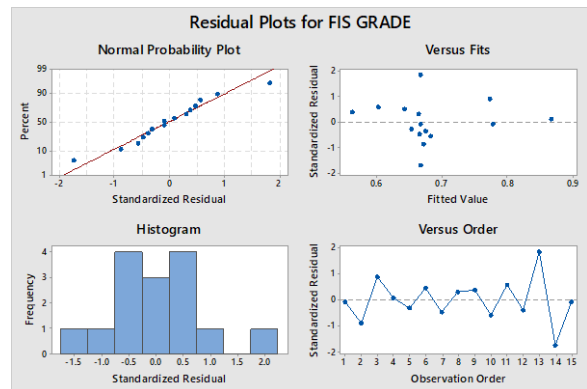 Residual Plots for FIS GRADE
Normal Probability Plot
99
90
50
10
1
Percent
-2 -1 0 1 2
Standardized Residual
Versus Fits
2
1
0
-1
-2
Standardized Residual
0.6 0.7 0.8 0.9
Fitted Value
Histogram
4
3
2
1
0
Frequency
-1.5 -1.0 -0.5 0.0 0.5 1.0 1.5 2.0
Standardized Residual
Versus Order
2
1
0
-1
-2
Standardized Residual
1 2 3 4 5 6 7 8 9 10 11 12 13 14 15
Observation Order